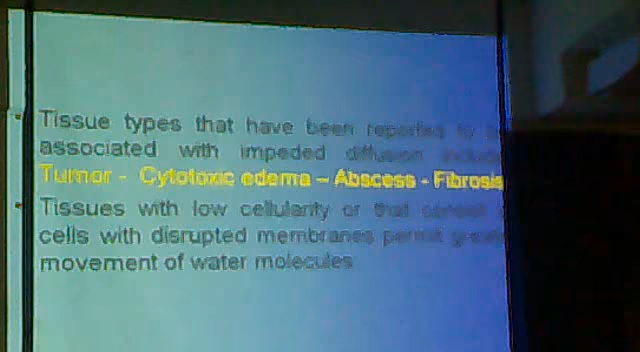 Tissue types that have been reported to
associated with impeded diffusion
Tumor - Cytotoxic edema – Abscess - Fibrosis
Tissues with low cellularity or that
cells with disrupted membranes permit
movement of water molecules